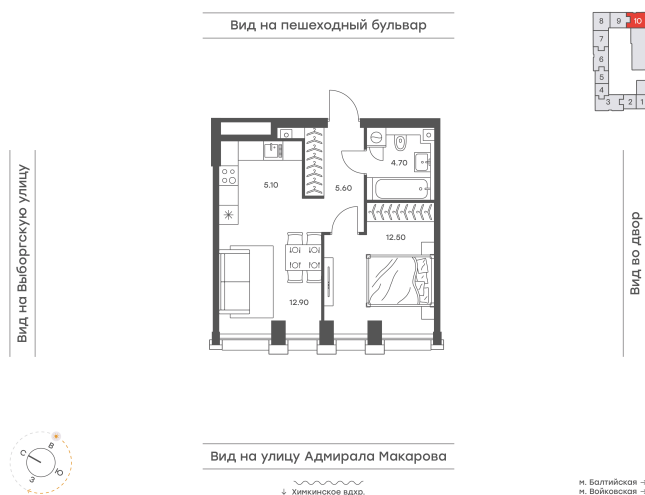 Вид на пешеходный бульвар
8 9 10
7
6
5
4
3 2 1
4.70
5.10
5.60
12.50
12.90
Вид на Выборгскую улицу
Вид во двор
Вид на улицу Адмирала Макарова
С В Ю З
↓ Химкинское вдхр.
м. Балтийская →
м. Войковская →